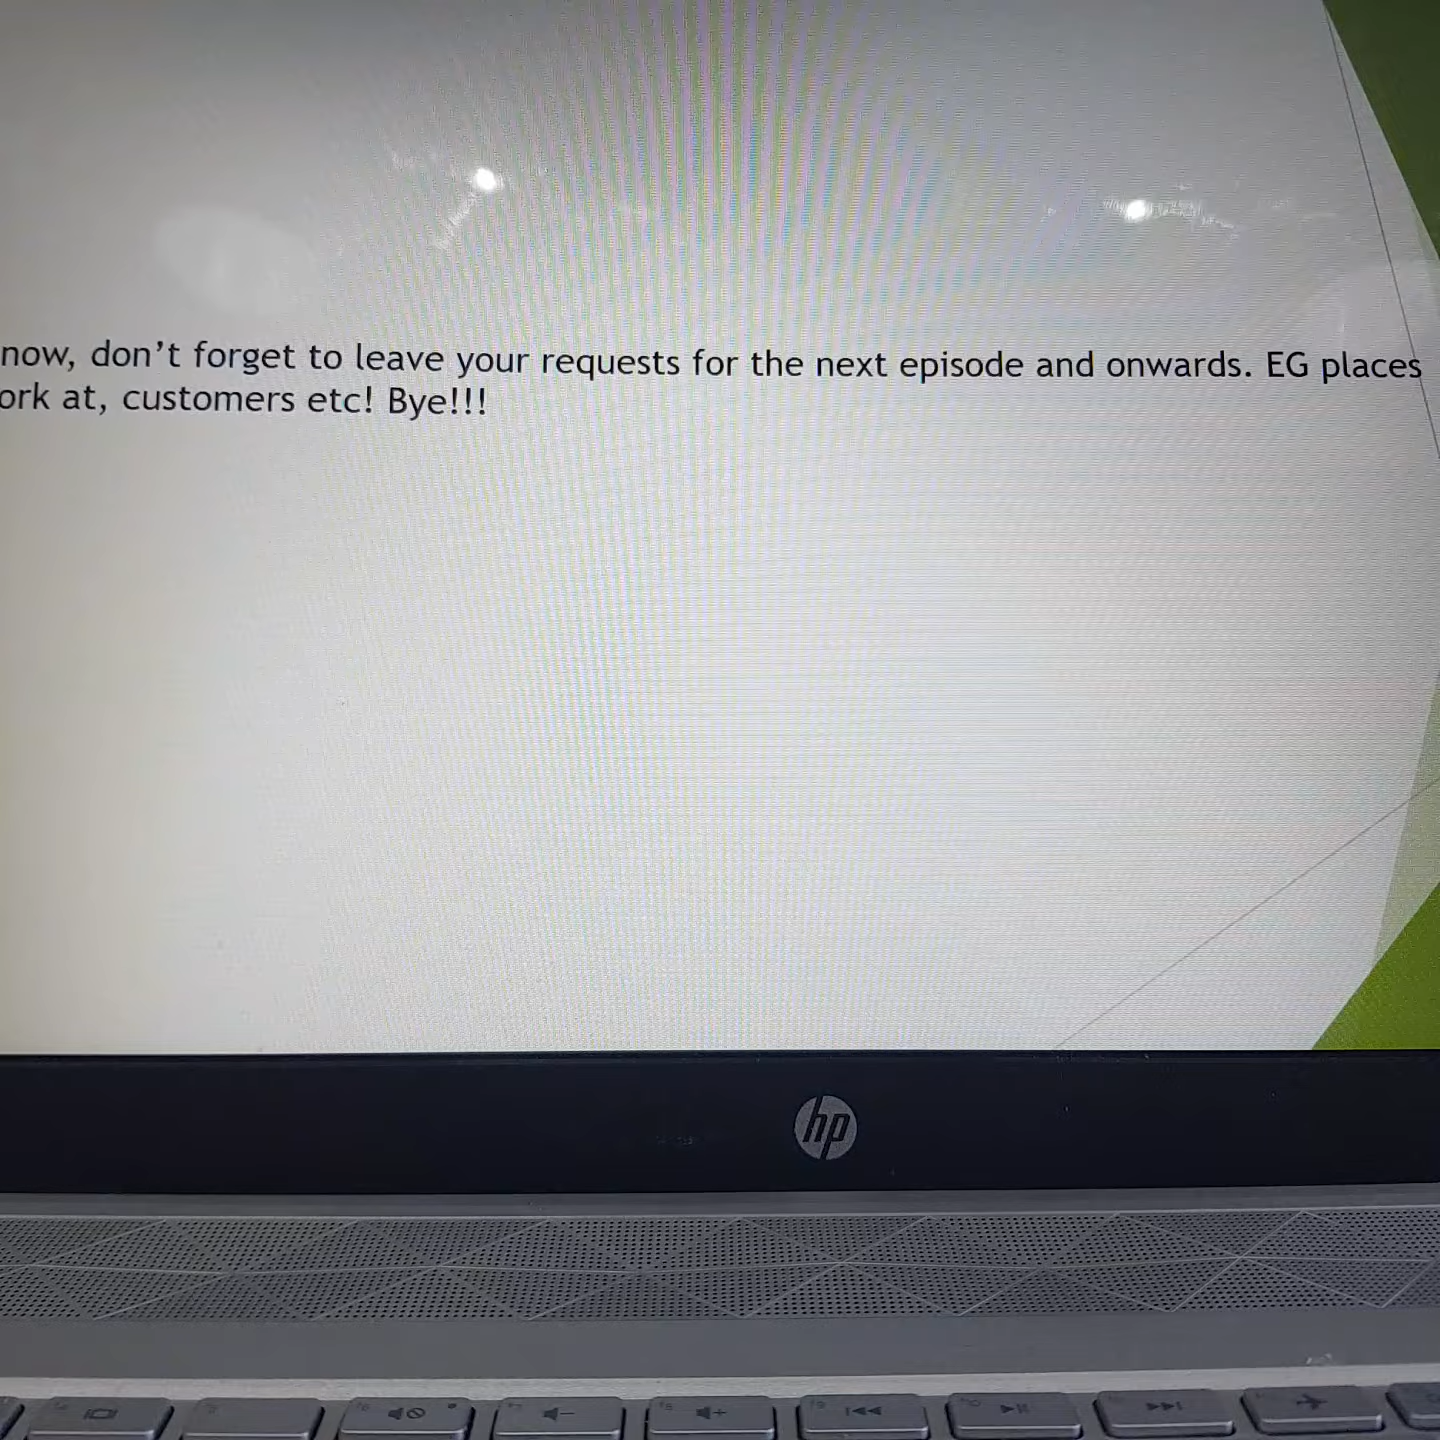 now, don't forget to leave your requests for the next episode and onwards. EG places
ork at, customers etc! Bye!!!
hp